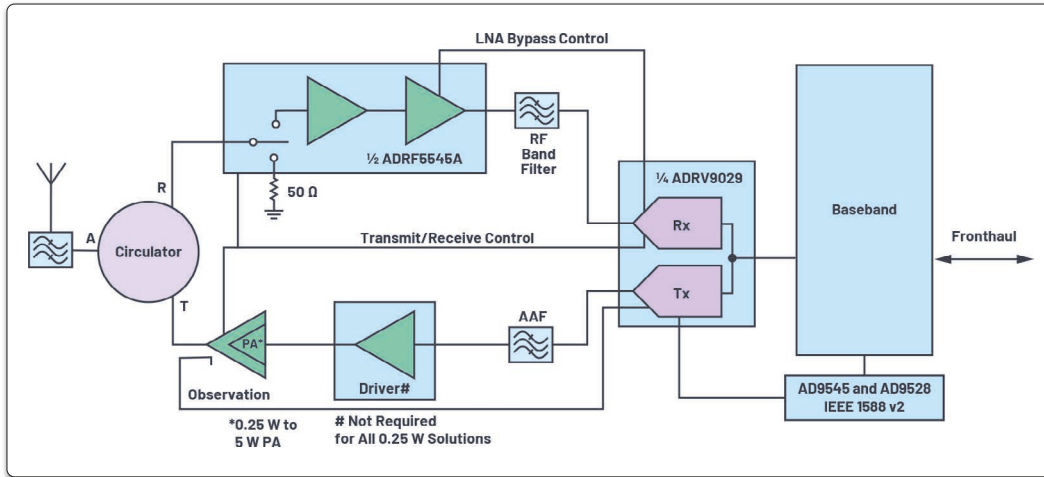 LNA Bypass Control
½ ADRF5545A
RF
Band
Filter
50 Ω
¼ ADRV9029
Baseband
R
A
Circulator
Rx
Transmit/Receive Control
Fronthaul
T
Tx
AAF
PA*
Driver#
Observation
AD9545 and AD9528
IEEE 1588 v2
*0.25 W to
5 W PA
# Not Required
for All 0.25 W Solutions